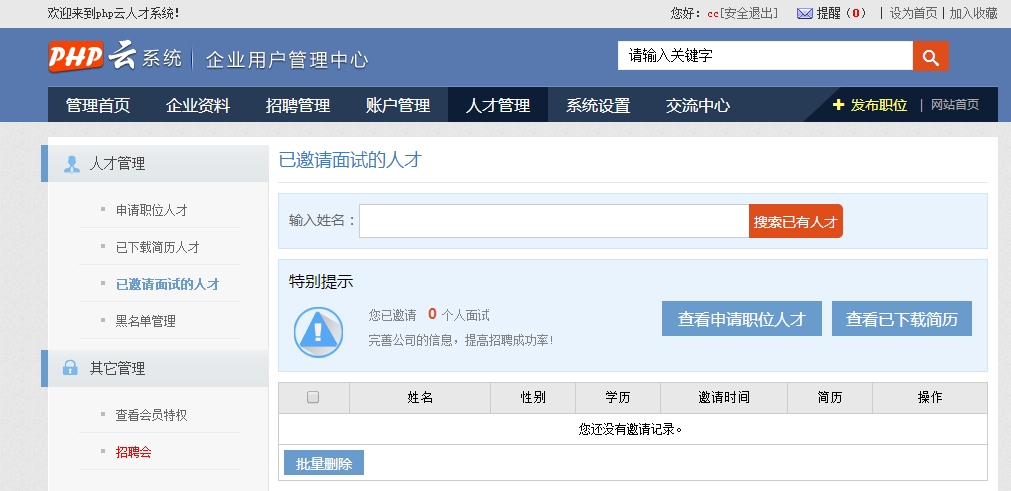 欢迎来到php云人才系统!
您好：cc[安全退出] 提醒（0） | 设为首页 | 加入收藏
PHP云系统 | 企业用户管理中心
请输入关键字
管理首页 企业资料 招聘管理 账户管理 人才管理 系统设置 交流中心 + 发布职位 | 网站首页
人才管理
申请职位人才
已下载简历人才
已邀请面试的人才
黑名单管理
其它管理
查看会员特权
招聘会
已邀请面试的人才
输入姓名： 搜索已有人才
特别提示
您已邀请 0 个人面试
完善公司的信息，提高招聘成功率!
查看申请职位人才 查看已下载简历
姓名 性别 学历 邀请时间 简历 操作
您还没有邀请记录。
批量删除